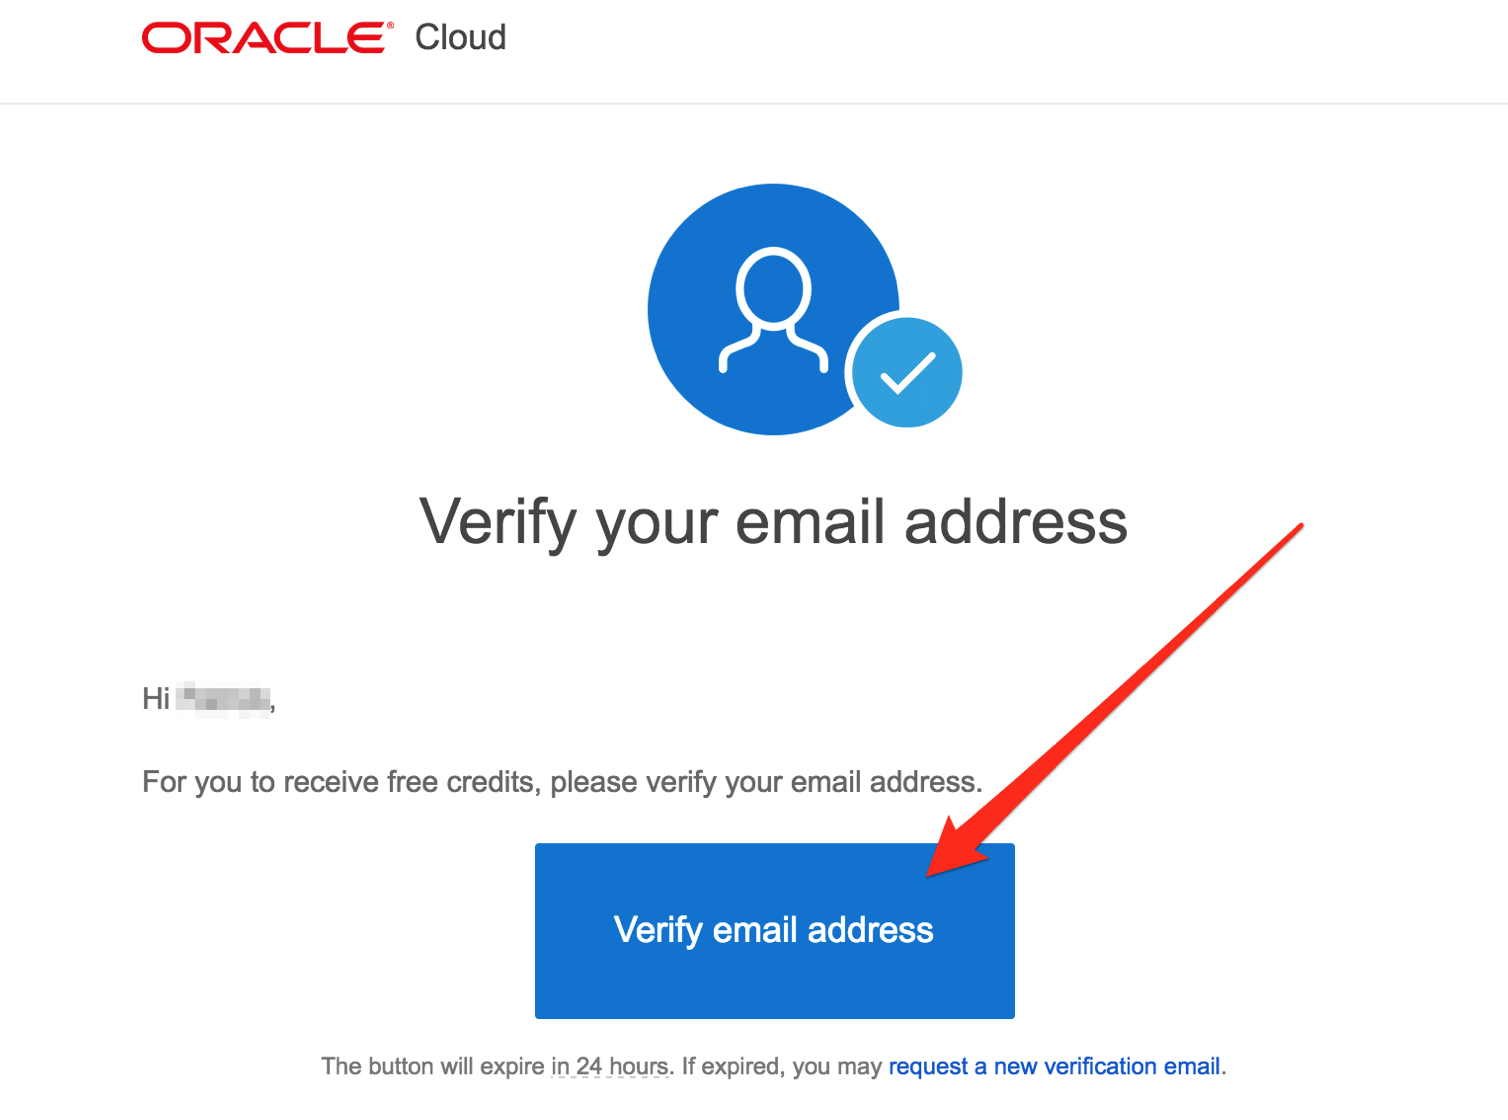 ORACLE® Cloud
Verify your email address
Hi ,
For you to receive free credits, please verify your email address.
Verify email address
The button will expire in 24 hours. If expired, you may request a new verification email.